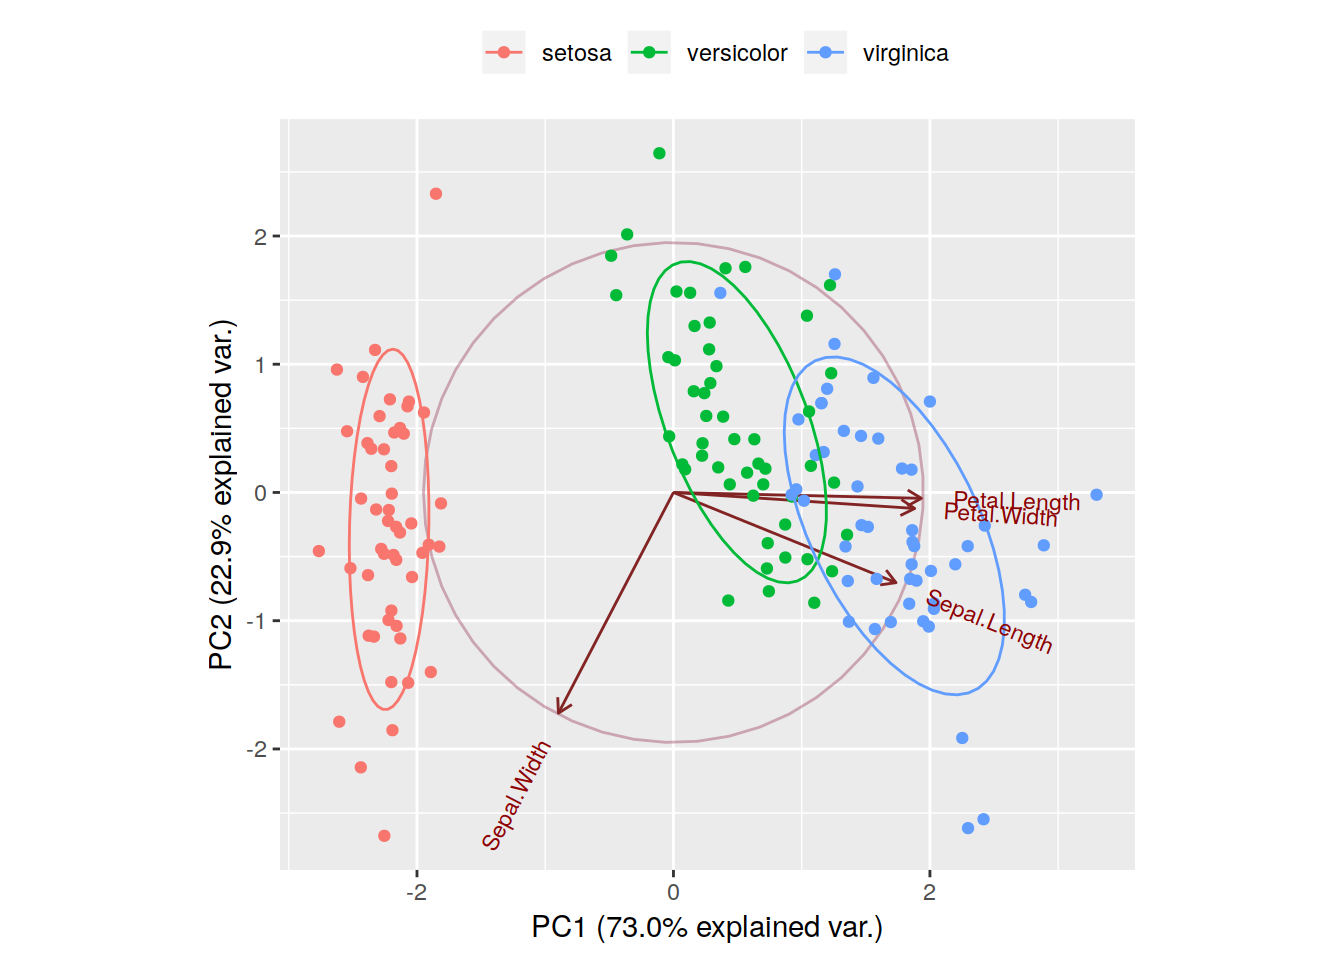 setosa versicolor virginica
PC2 (22.9% explained var.)
2
1
0
-1
-2
Petal.Length
Petal.Width
Sepal.Length
Sepal.Width
-2 0 2
PC1 (73.0% explained var.)